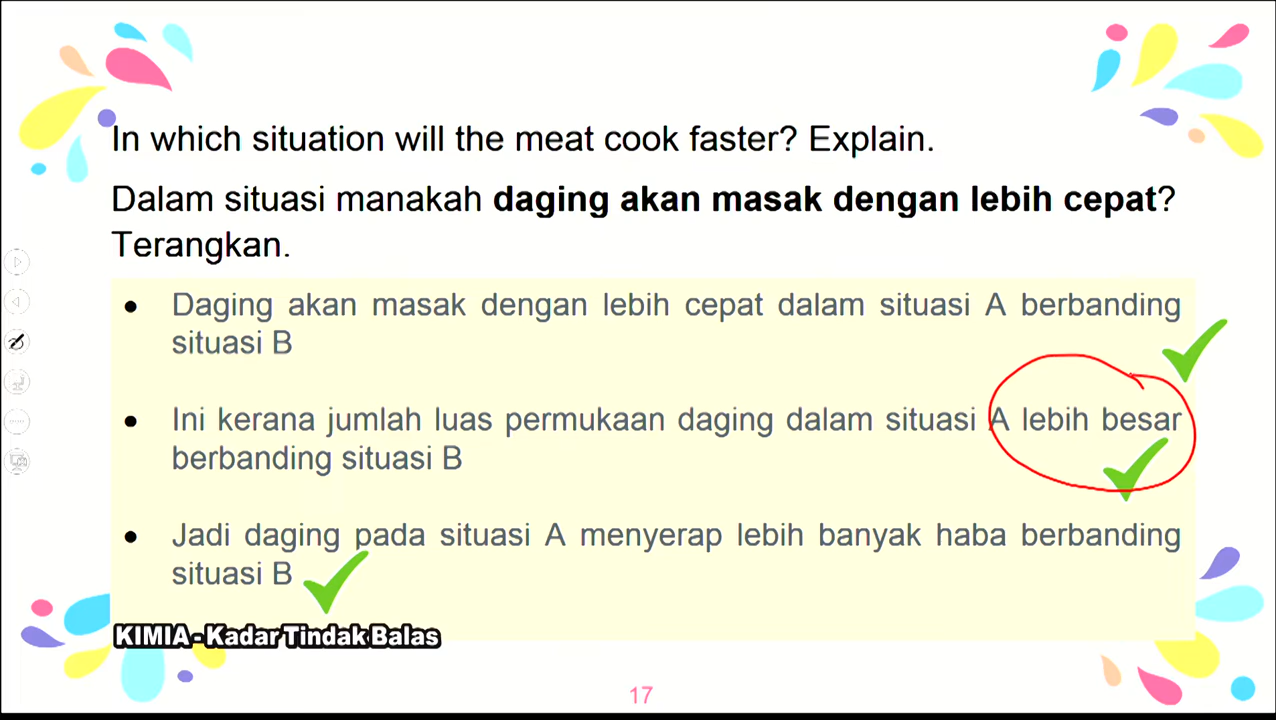 In which situation will the meat cook faster? Explain.
Dalam situasi manakah daging akan masak dengan lebih cepat?
Terangkan.
• Daging akan masak dengan lebih cepat dalam situasi A berbanding
situasi B
• Ini kerana jumlah luas permukaan daging dalam situasi A lebih besar
berbanding situasi B
• Jadi daging pada situasi A menyerap lebih banyak haba berbanding
situasi B
KIMIA - Kadar Tindak Balas
17